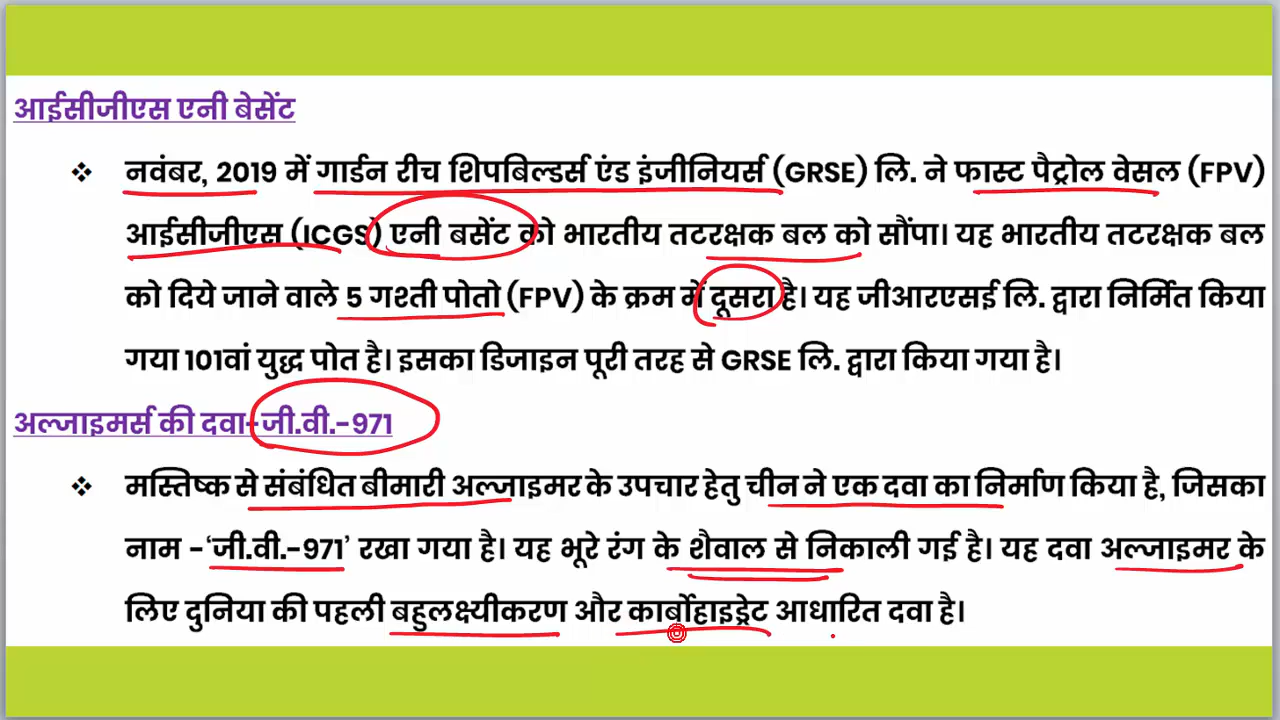 आईसीजीएस एनी बेसेंट
❖ नवंबर, 2019 में गार्डन रीच शिपबिल्डर्स एंड इंजीनियर्स (GRSE) लि. ने फास्ट पैट्रोल वेसल (FPV)
आईसीजीएस (ICGS) एनी बसेंट को भारतीय तटरक्षक बल को सौंपा। यह भारतीय तटरक्षक बल
को दिये जाने वाले 5 गश्ती पोतो (FPV) के क्रम में दूसरा है। यह जीआरएसई लि. द्वारा निर्मित किया
गया 101वां युद्ध पोत है। इसका डिजाइन पूरी तरह से GRSE लि. द्वारा किया गया है।
अल्जाइमर्स की दवा-जी.वी.-971
❖ मस्तिष्क से संबंधित बीमारी अल्जाइमर के उपचार हेतु चीन ने एक दवा का निर्माण किया है, जिसका
नाम -‘जी.वी.-971’ रखा गया है। यह भूरे रंग के शैवाल से निकाली गई है। यह दवा अल्जाइमर के
लिए दुनिया की पहली बहुलक्ष्यीकरण और कार्बोहाइड्रेट आधारित दवा है।